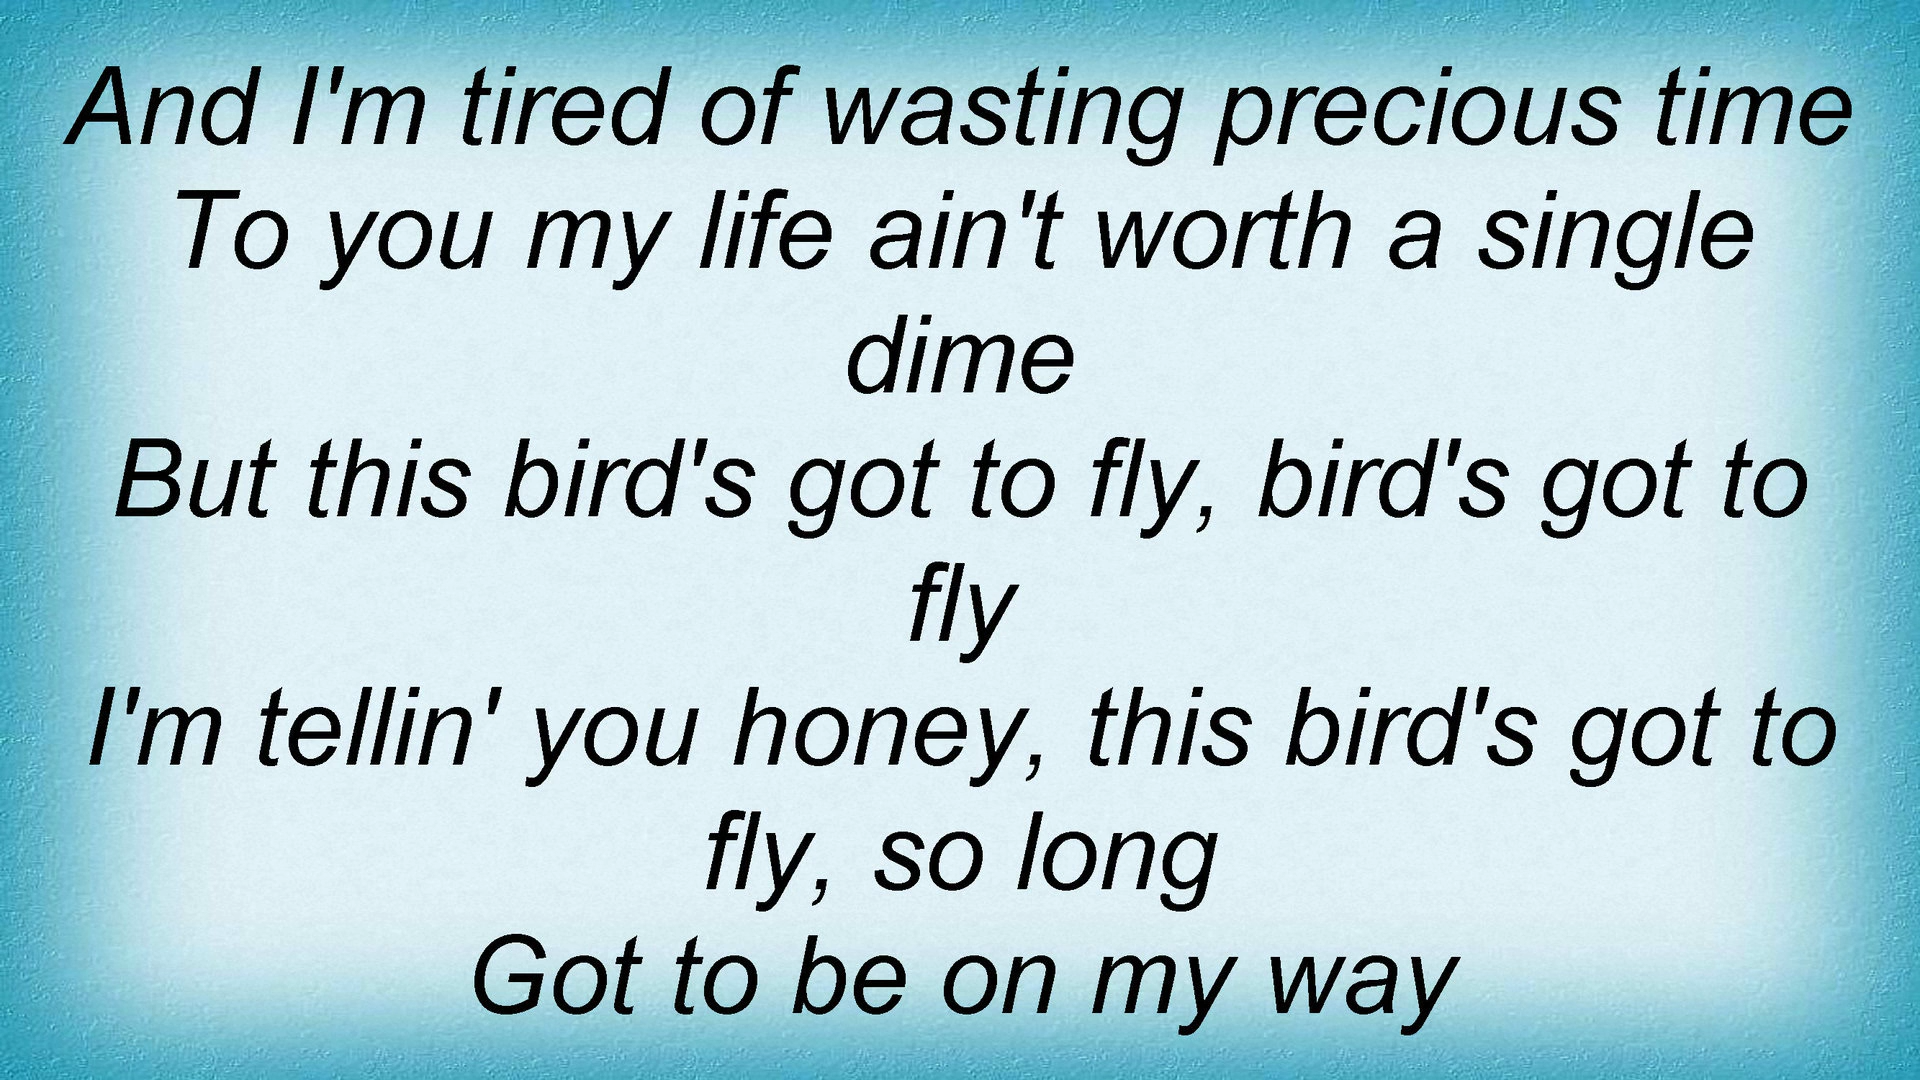 And I'm tired of wasting precious time
To you my life ain't worth a single
dime
But this bird's got to fly, bird's got to
fly
I'm tellin' you honey, this bird's got to
fly, so long
Got to be on my way